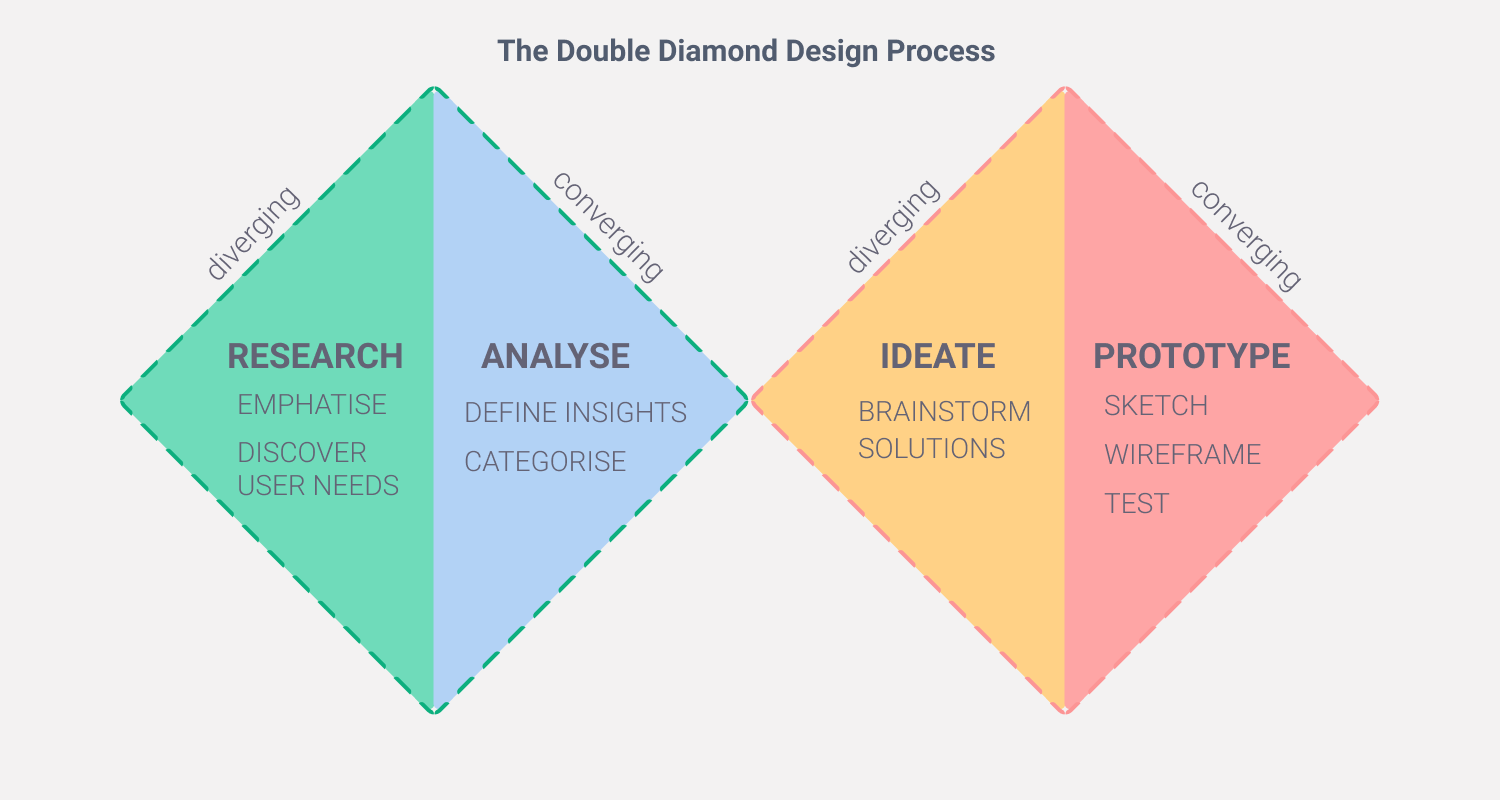 The Double Diamond Design Process
diverging
converging
RESEARCH
EMPHATISE
DISCOVER
USER NEEDS
ANALYSE
DEFINE INSIGHTS
CATEGORISE
diverging
converging
IDEATE
BRAINSTORM
SOLUTIONS
PROTOTYPE
SKETCH
WIREFRAME
TEST